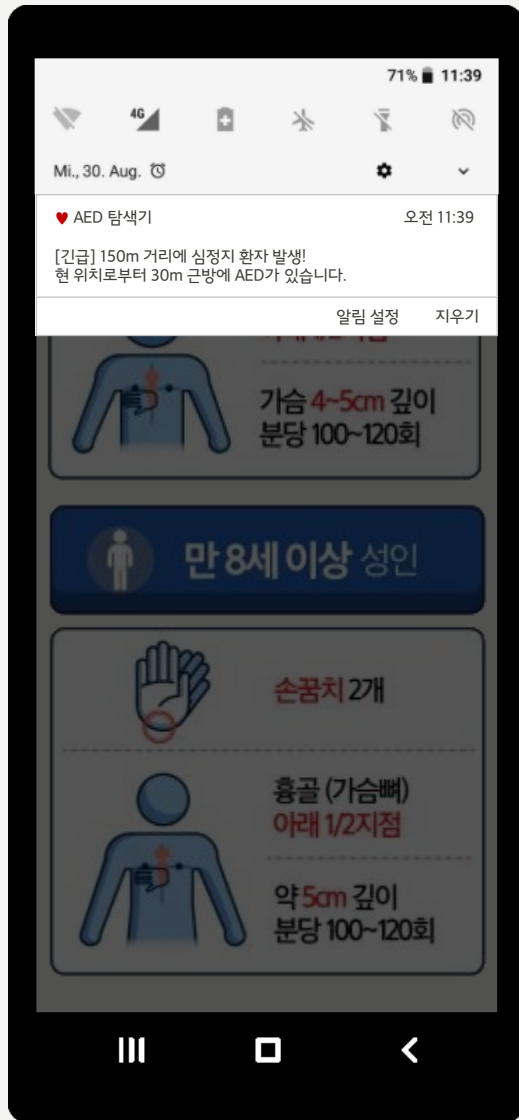 71% 11:39
4G
Mi., 30. Aug.
AED 탐색기 오전 11:39
[긴급] 150m 거리에 심정지 환자 발생!
현 위치로부터 30m 근방에 AED가 있습니다.
알림 설정 지우기
가슴 4~5cm 깊이
분당 100~120회
만 8세 이상 성인
손꿈치 2개
흉골 (가슴뼈)
아래 1/2지점
약 5cm 깊이
분당 100~120회